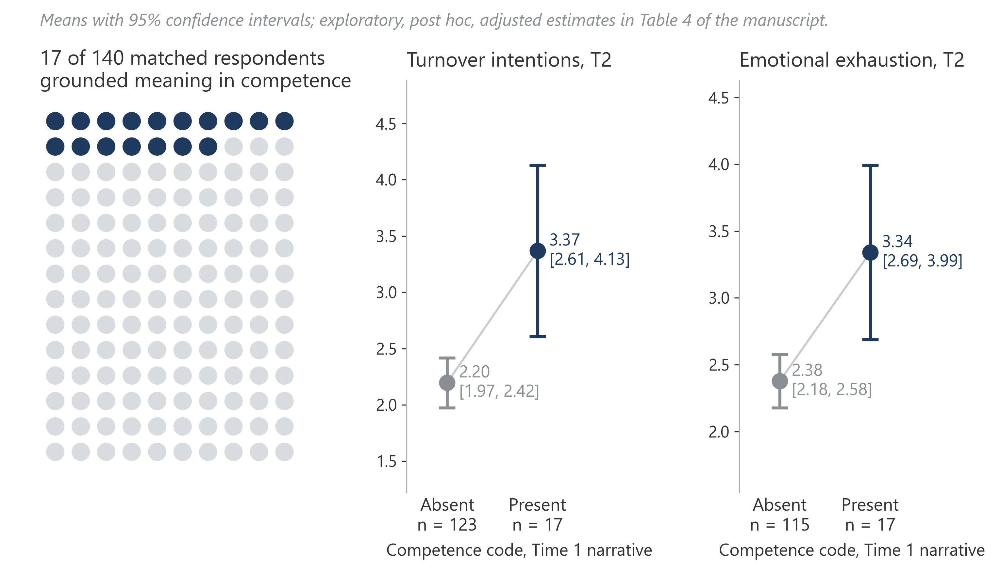 Means with 95% confidence intervals; exploratory, post hoc, adjusted estimates in Table 4 of the manuscript.
17 of 140 matched respondents
grounded meaning in competence
Turnover intentions, T2
4.5
4.0
3.5
3.0
2.5
2.0
1.5
3.37
[2.61, 4.13]
2.20
[1.97, 2.42]
Absent
n = 123
Present
n = 17
Competence code, Time 1 narrative
Emotional exhaustion, T2
4.5
4.0
3.5
3.0
2.5
2.0
3.34
[2.69, 3.99]
2.38
[2.18, 2.58]
Absent
n = 115
Present
n = 17
Competence code, Time 1 narrative